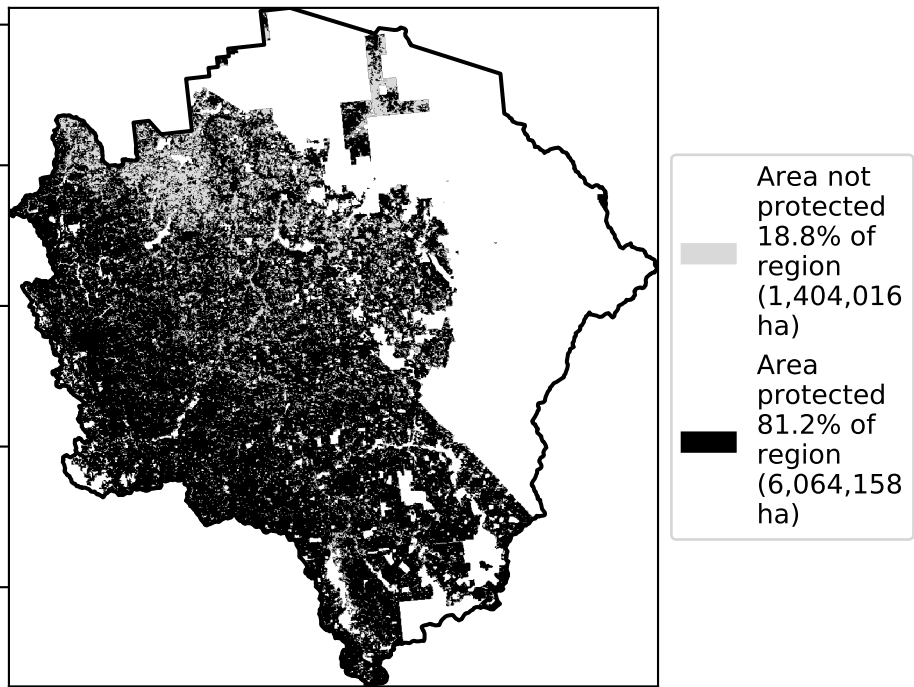 Area not
protected
18.8% of
region
(1,404,016
ha)
Area
protected
81.2% of
region
(6,064,158
ha)